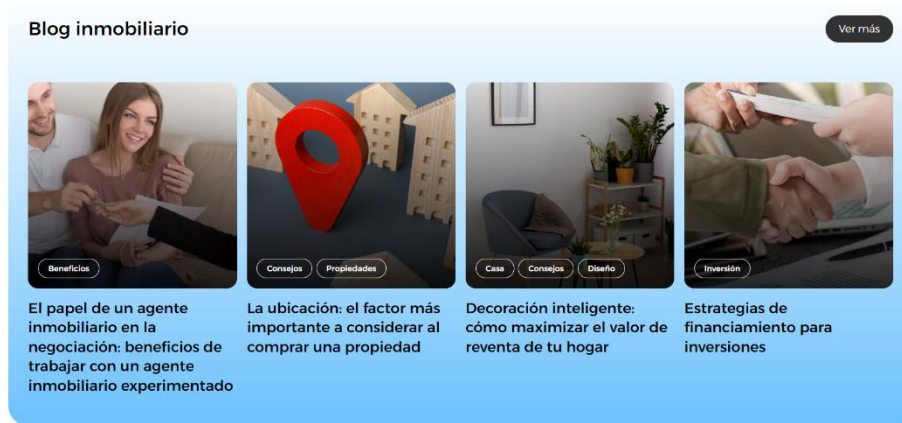 Blog inmobiliario
Ver más
Beneficios
Consejos
Propiedades
Casa
Consejos
Diseño
Inversión
El papel de un agente
inmobiliario en la
negociación: beneficios de
trabajar con un agente
inmobiliario experimentado
La ubicación: el factor más
importante a considerar al
comprar una propiedad
Decoración inteligente:
cómo maximizar el valor de
reventa de tu hogar
Estrategias de
financiamiento para
inversiones